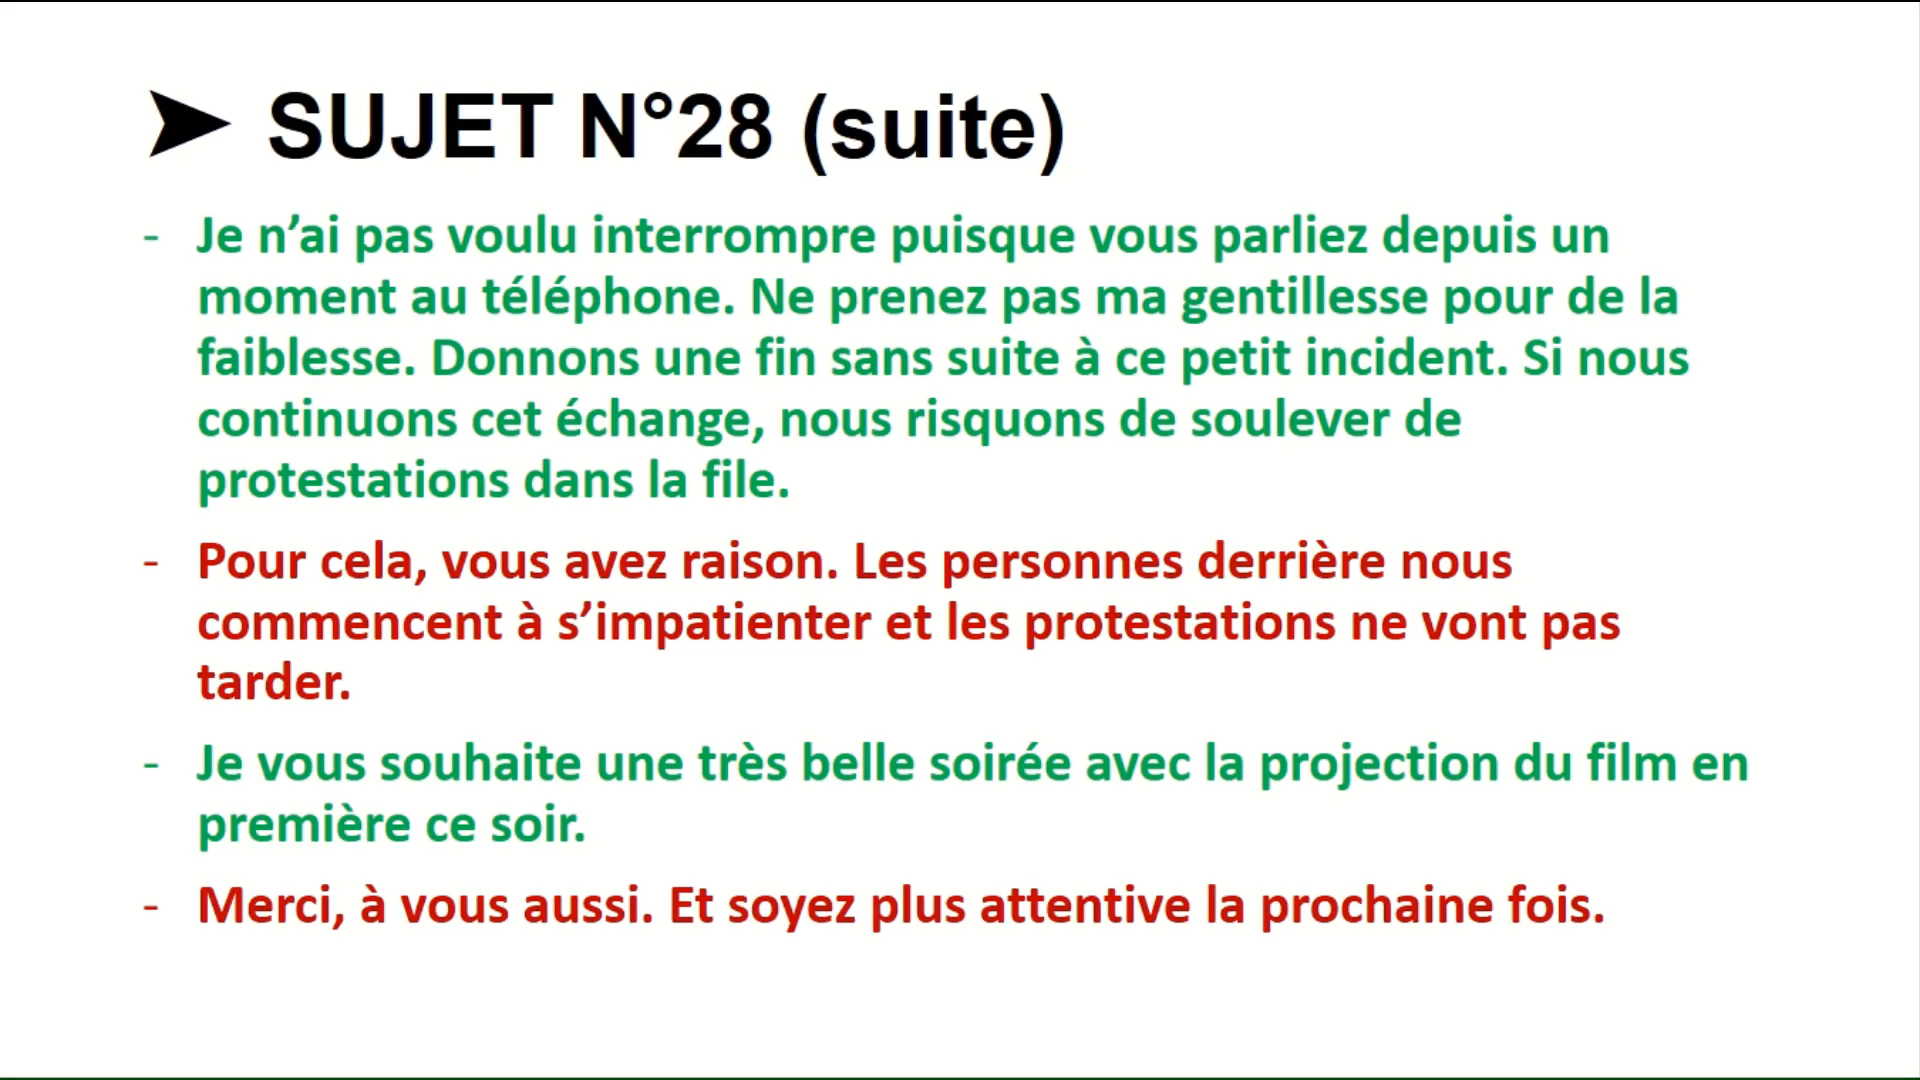 ➤ SUJET N°28 (suite)
- Je n’ai pas voulu interrompre puisque vous parliez depuis un
moment au téléphone. Ne prenez pas ma gentillesse pour de la
faiblesse. Donnons une fin sans suite à ce petit incident. Si nous
continuons cet échange, nous risquons de soulever de
protestations dans la file.
- Pour cela, vous avez raison. Les personnes derrière nous
commencent à s’impatienter et les protestations ne vont pas
tarder.
- Je vous souhaite une très belle soirée avec la projection du film en
première ce soir.
- Merci, à vous aussi. Et soyez plus attentive la prochaine fois.